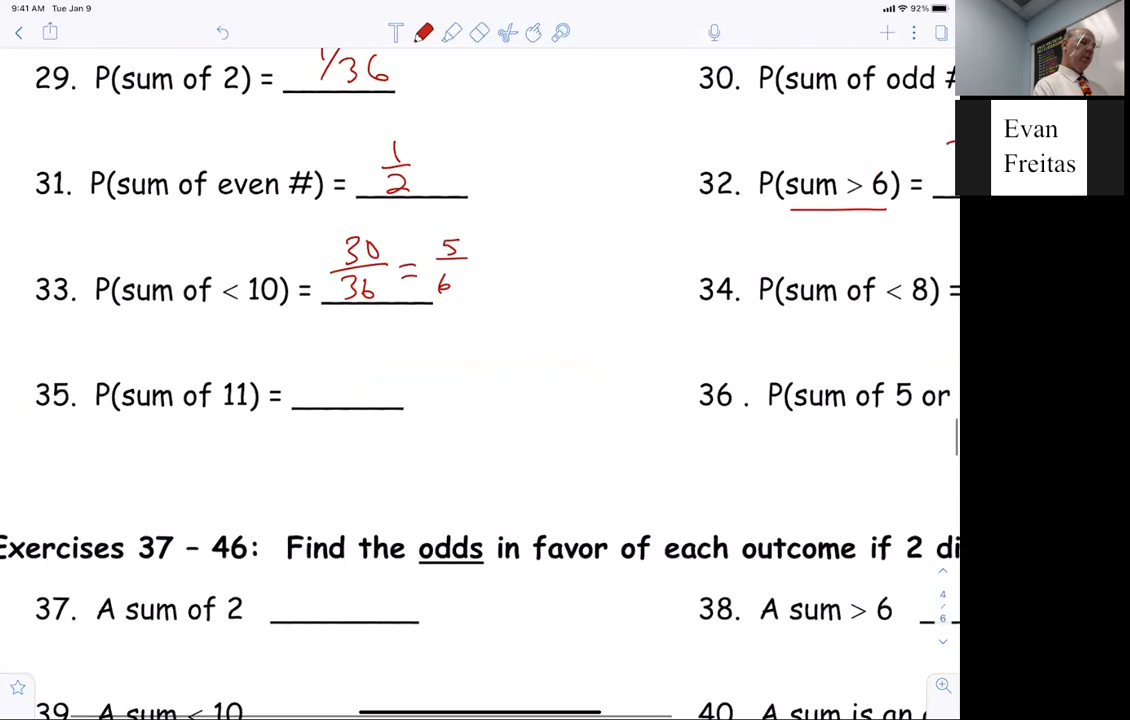 9:41 AM Tue Jan 9
92%
29. P(sum of 2) = 1/36
30. P(sum of odd #
31. P(sum of even #) = 1/2
32. P(sum > 6) =
33. P(sum of < 10) = 30/36 = 5/6
34. P(sum of < 8) =
35. P(sum of 11) =
36 . P(sum of 5 or
Exercises 37 – 46: Find the odds in favor of each outcome if 2 di
37. A sum of 2
38. A sum > 6
39. A sum < 10
40. A sum is an
4/6
Evan
Freitas